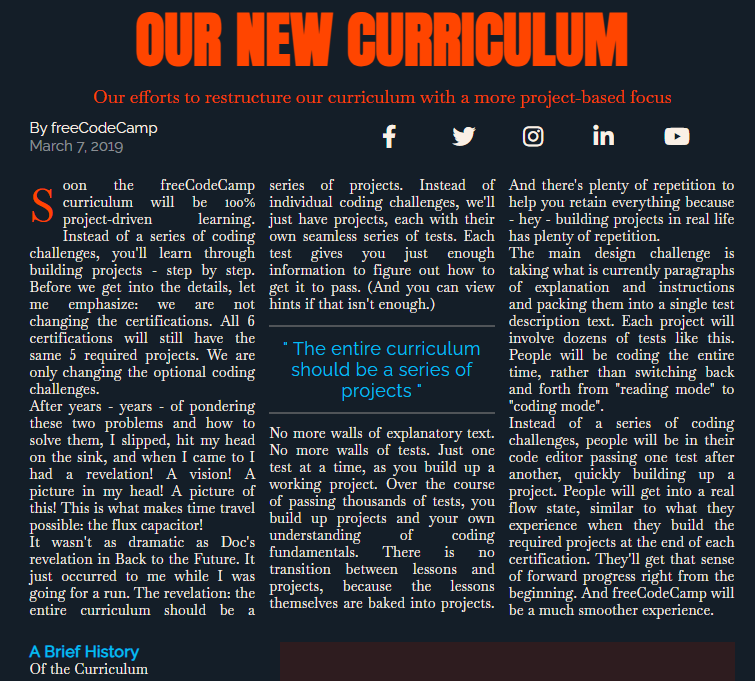 OUR NEW CURRICULUM
Our efforts to restructure our curriculum with a more project-based focus
By freeCodeCamp
March 7, 2019
Soon the freeCodeCamp
curriculum will be 100%
project-driven learning.
Instead of a series of coding
challenges, you'll learn through
building projects - step by step.
Before we get into the details, let
me emphasize: we are not
changing the certifications. All 6
certifications will still have the
same 5 required projects. We are
only changing the optional coding
challenges.
After years - years - of pondering
these two problems and how to
solve them, I slipped, hit my head
on the sink, and when I came to I
had a revelation! A vision! A
picture in my head! A picture of
this! This is what makes time travel
possible: the flux capacitor!
It wasn't as dramatic as Doc's
revelation in Back to the Future. It
just occurred to me while I was
going for a run. The revelation: the
entire curriculum should be a
series of projects. Instead of
individual coding challenges, we'll
just have projects, each with their
own seamless series of tests. Each
test gives you just enough
information to figure out how to
get it to pass. (And you can view
hints if that isn't enough.)
" The entire curriculum
should be a series of
projects "
No more walls of explanatory text.
No more walls of tests. Just one
test at a time, as you build up a
working project. Over the course
of passing thousands of tests, you
build up projects and your own
understanding of coding
fundamentals. There is no
transition between lessons and
projects, because the lessons
themselves are baked into projects.
And there's plenty of repetition to
help you retain everything because
- hey - building projects in real life
has plenty of repetition.
The main design challenge is
taking what is currently paragraphs
of explanation and instructions
and packing them into a single test
description text. Each project will
involve dozens of tests like this.
People will be coding the entire
time, rather than switching back
and forth from "reading mode" to
"coding mode".
Instead of a series of coding
challenges, people will be in their
code editor passing one test after
another, quickly building up a
project. People will get into a real
flow state, similar to what they
experience when they build the
required projects at the end of each
certification. They'll get that sense
of forward progress right from the
beginning. And freeCodeCamp will
be a much smoother experience.
A Brief History
Of the Curriculum